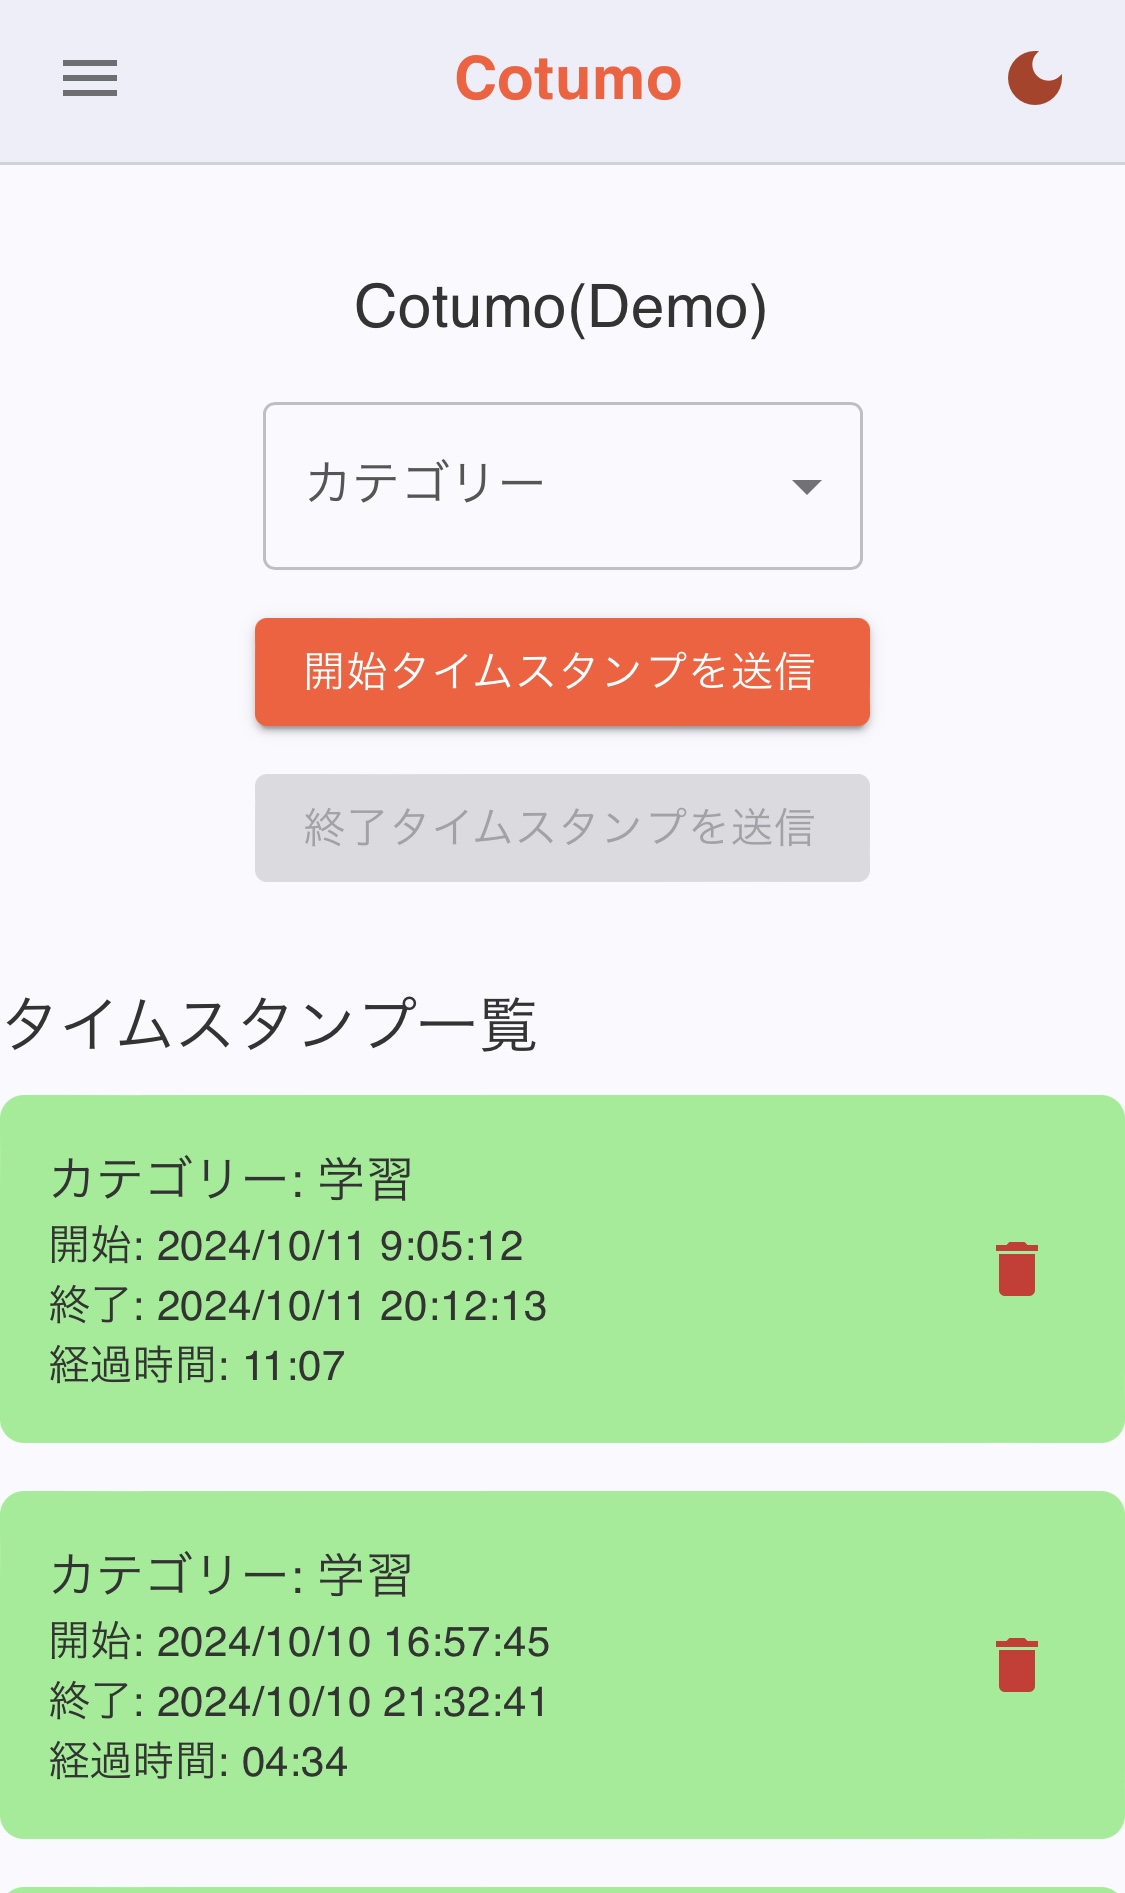 Cotumo
Cotumo(Demo)
カテゴリー
開始タイムスタンプを送信
終了タイムスタンプを送信
タイムスタンプ一覧
カテゴリー: 学習
開始: 2024/10/11 9:05:12
終了: 2024/10/11 20:12:13
経過時間: 11:07
カテゴリー: 学習
開始: 2024/10/10 16:57:45
終了: 2024/10/10 21:32:41
経過時間: 04:34